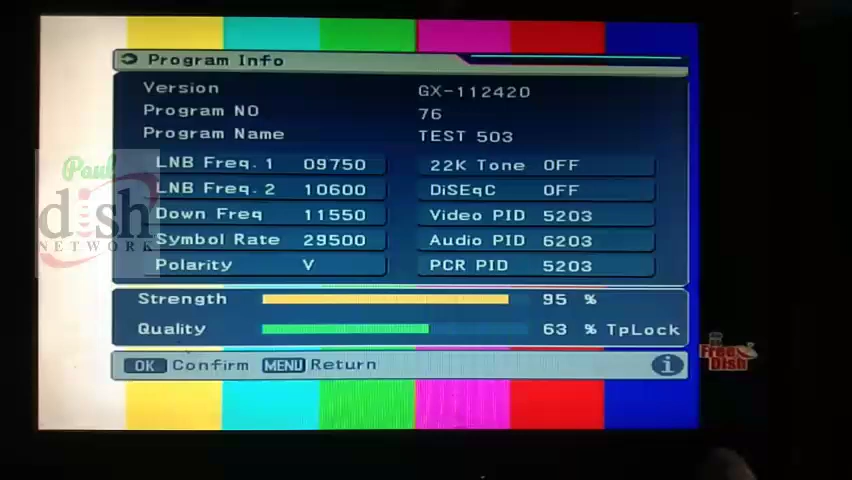 Program Info
Version GX-112420
Program NO 76
Program Name TEST 503
LNB Freq. 1 09750 22K Tone OFF
LNB Freq. 2 10600 DiSEqC OFF
Down Freq 11550 Video PID 5203
Symbol Rate 29500 Audio PID 6203
Polarity V PCR PID 5203
Strength 95 %
Quality 63 % TpLock
OK Confirm MENU Return i
Paul
dish
NETWORK
Free
Dish